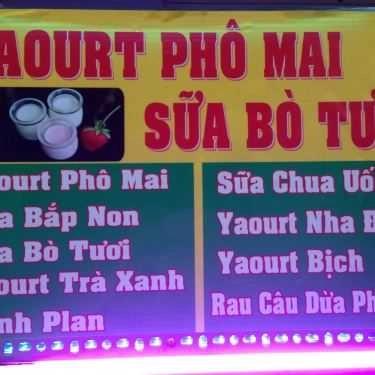 AOURT PHÔ MAI
SỮA BÒ TƯ
ourt Phô Mai
a Bắp Non
a Bò Tươi
ourt Trà Xanh
nh Plan
Sữa Chua Uố
Yaourt Nha Đ
Yaourt Bịch
Rau Câu Dừa Ph